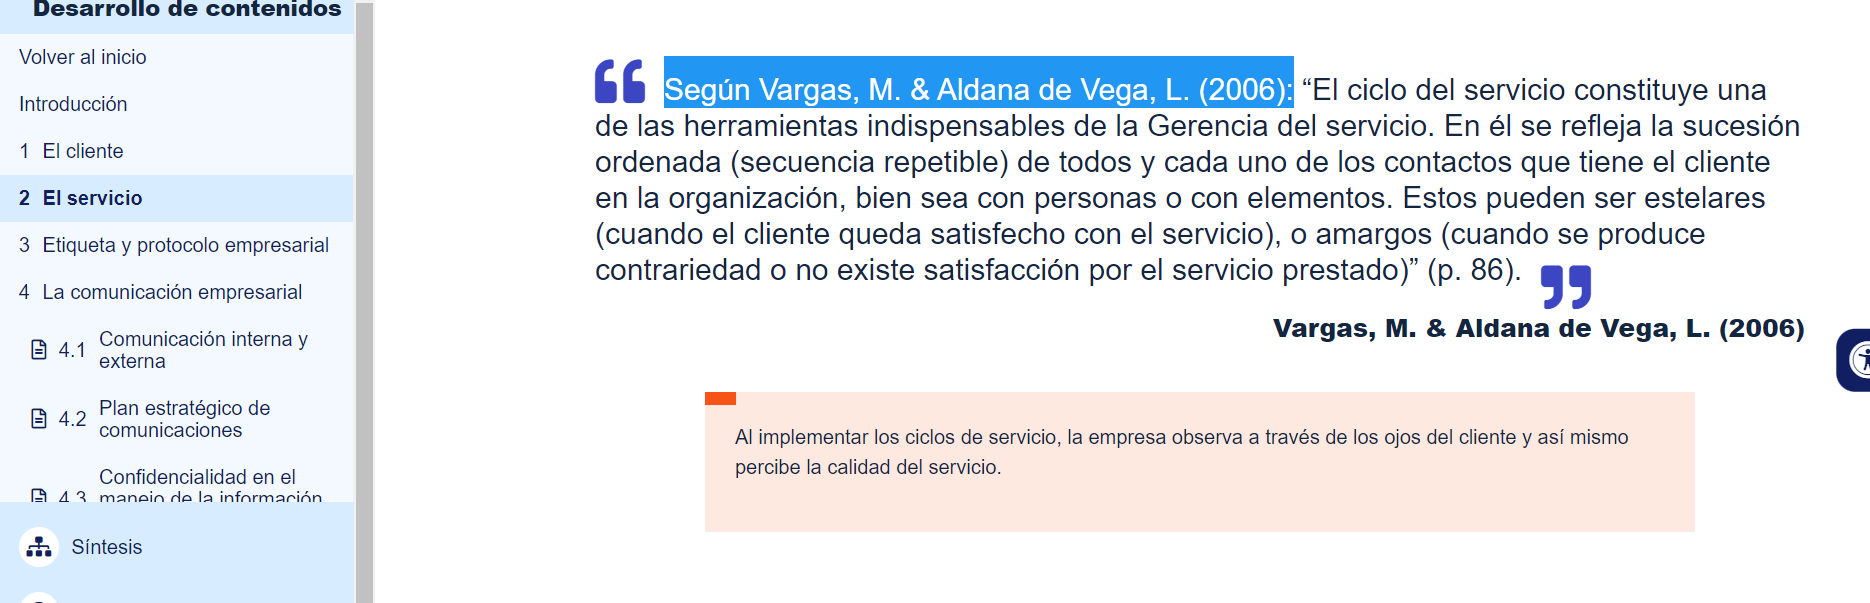 Desarrollo de contenidos
Volver al inicio
Introducción
1 El cliente
2 El servicio
3 Etiqueta y protocolo empresarial
4 La comunicación empresarial
4.1 Comunicación interna y
externa
4.2 Plan estratégico de
comunicaciones
4.3 Confidencialidad en el
manejo de la información
Síntesis
Según Vargas, M. & Aldana de Vega, L. (2006): “El ciclo del servicio constituye una
de las herramientas indispensables de la Gerencia del servicio. En él se refleja la sucesión
ordenada (secuencia repetible) de todos y cada uno de los contactos que tiene el cliente
en la organización, bien sea con personas o con elementos. Estos pueden ser estelares
(cuando el cliente queda satisfecho con el servicio), o amargos (cuando se produce
contrariedad o no existe satisfacción por el servicio prestado)” (p. 86).
Vargas, M. & Aldana de Vega, L. (2006)
Al implementar los ciclos de servicio, la empresa observa a través de los ojos del cliente y así mismo
percibe la calidad del servicio.